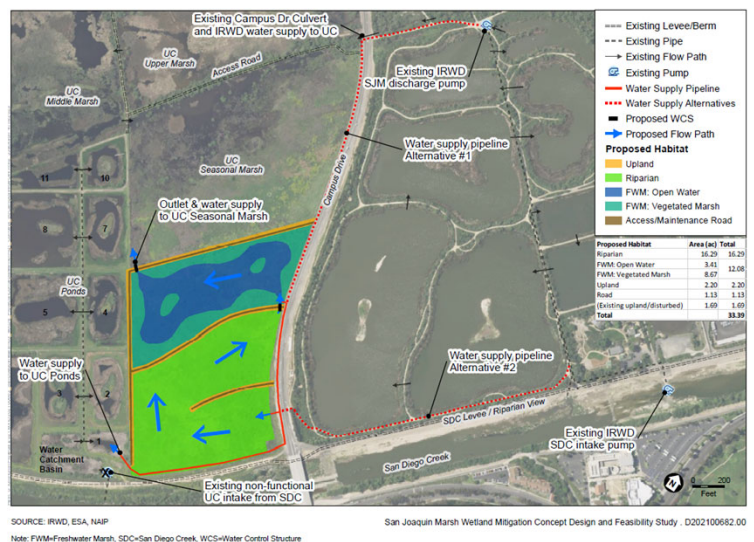 Existing Campus Dr Culvert
and IRWD water supply to UC
UC
Upper Marsh
Access Road
UC
Middle Marsh
Existing IRWD
SJM discharge pump
UC
Seasonal Marsh
Campus Drive
Water supply pipeline
Alternative #1
11
10
Outlet & water supply
to UC Seasonal Marsh
8
7
UC
Ponds
5
4
Water supply
to UC Ponds
3
2
1
Water supply pipeline
Alternative #2
SDC Levee / Riparian View
Water
Catchment
Basin
Existing non-functional
UC intake from SDC
San Diego Creek
Existing IRWD
SDC intake pump
N
0
200
Feet
Existing Levee/Berm
Existing Pipe
Existing Flow Path
Existing Pump
Water Supply Pipeline
Water Supply Alternatives
Proposed WCS
Proposed Flow Path
Proposed Habitat
Upland
Riparian
FWM: Open Water
FWM: Vegetated Marsh
Access/Maintenance Road
Proposed Habitat Area (ac) Total
Riparian 16.29 16.29
FWM: Open Water 3.41
12.08
FWM: Vegetated Marsh 8.67
Upland 2.20 2.20
Road 1.13 1.13
(Existing upland/disturbed) 1.69 1.69
Total 33.39
SOURCE: IRWD, ESA, NAIP
San Joaquin Marsh Wetland Mitigation Concept Design and Feasibility Study . D202100682.00
Note: FWM=Freshwater Marsh, SDC=San Diego Creek, WCS=Water Control Structure